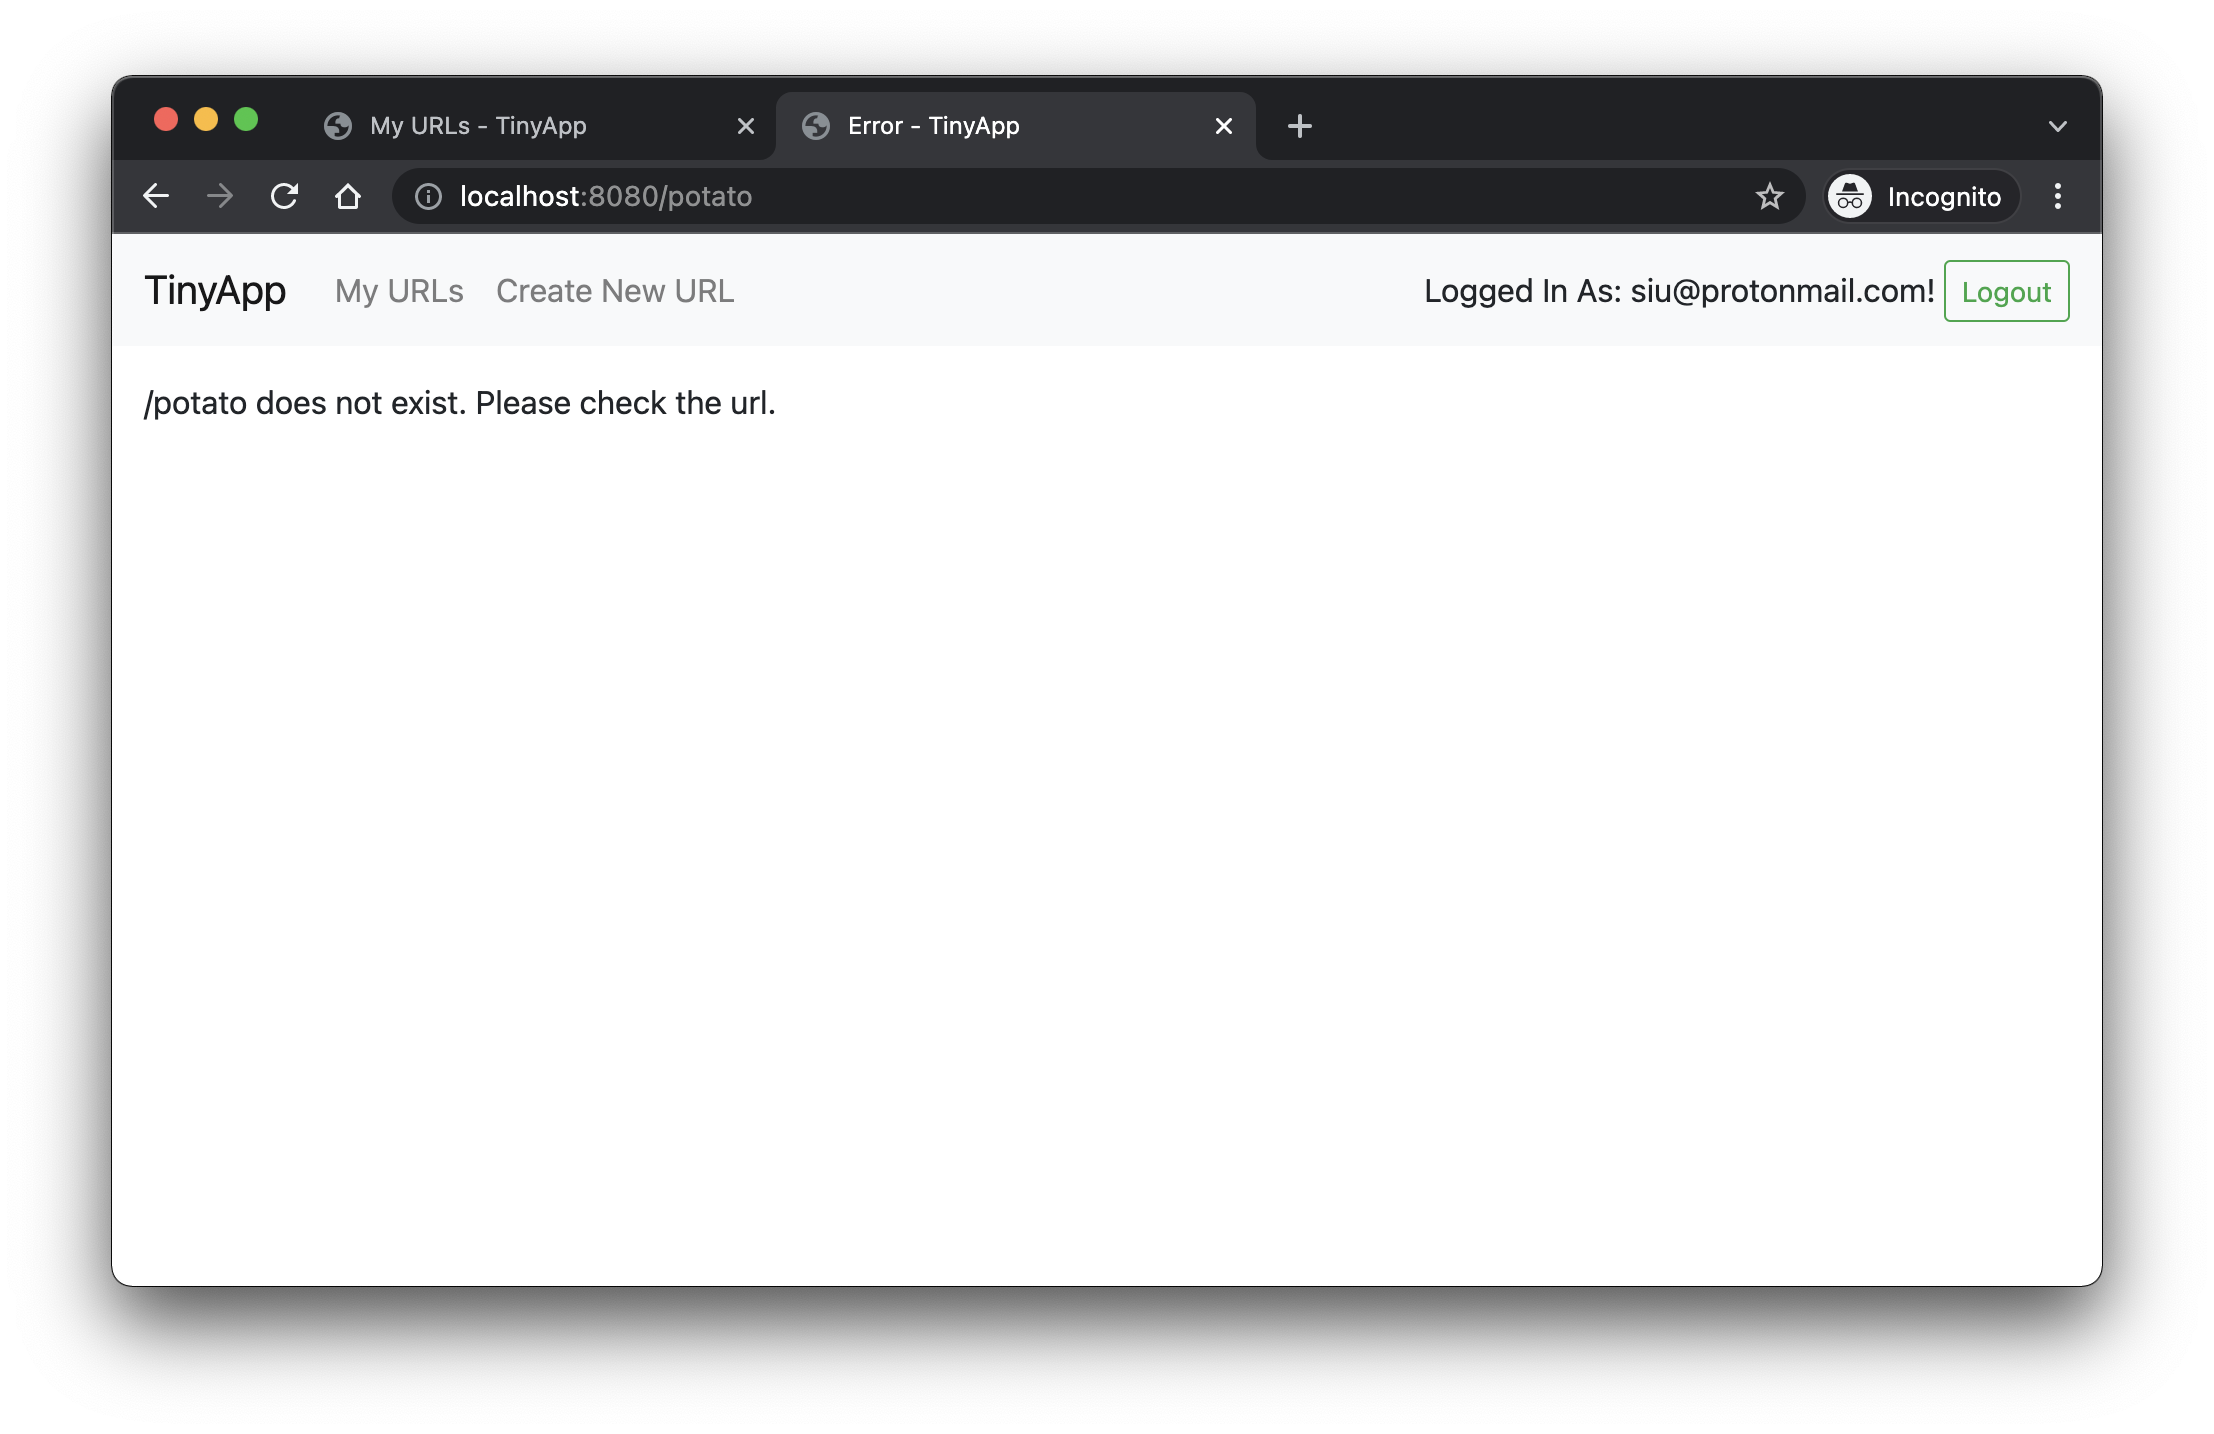 My URLs - TinyApp
Error - TinyApp
localhost:8080/potato
Incognito
TinyApp My URLs Create New URL Logged In As: siu@protonmail.com! Logout
/potato does not exist. Please check the url.